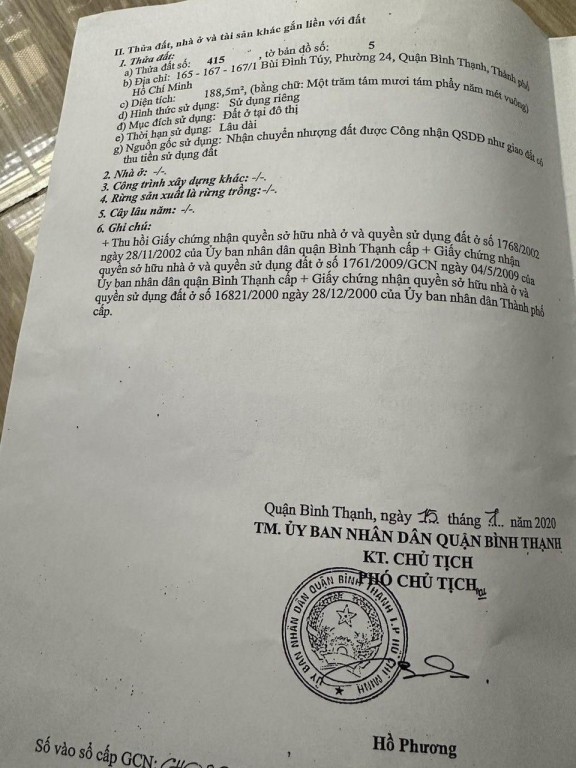 II. Thửa đất, nhà ở và tài sản khác gắn liền với đất
1. Thửa đất:
a) Thửa đất số: 415 , tờ bản đồ số: 5
b) Địa chỉ: 165 - 167 - 167/1 Bùi Đình Túy, Phường 24, Quận Bình Thạnh, Thành phố
Hồ Chí Minh
c) Diện tích: 188,5m², (bằng chữ: Một trăm tám mươi tám phẩy năm mét vuông)
d) Hình thức sử dụng: Sử dụng riêng
đ) Mục đích sử dụng: Đất ở tại đô thị
e) Thời hạn sử dụng: Lâu dài
g) Nguồn gốc sử dụng: Nhận chuyển nhượng đất được Công nhận QSDĐ như giao đất có
thu tiền sử dụng đất
2. Nhà ở: -/-.
3. Công trình xây dựng khác: -/-.
4. Rừng sản xuất là rừng trồng:-/-.
5. Cây lâu năm: -/-.
6. Ghi chú:
+ Thu hồi Giấy chứng nhận quyền sở hữu nhà ở và quyền sử dụng đất ở số 1768/2002
ngày 28/11/2002 của Ủy ban nhân dân quận Bình Thạnh cấp + Giấy chứng nhận
quyền sở hữu nhà ở và quyền sử dụng đất ở số 1761/2009/GCN ngày 04/5/2009 của
Ủy ban nhân dân quận Bình Thạnh cấp + Giấy chứng nhận quyền sở hữu nhà ở và
quyền sử dụng đất ở số 16821/2000 ngày 28/12/2000 của Ủy ban nhân dân Thành phố
cấp.
Quận Bình Thạnh, ngày 15 tháng 1 năm 2020
TM. ỦY BAN NHÂN DÂN QUẬN BÌNH THẠNH
KT. CHỦ TỊCH
PHÓ CHỦ TỊCH
ỦY BAN NHÂN DÂN QUẬN BÌNH THẠNH T.P HỒ CHÍ MINH
Hồ Phương
Số vào sổ cấp GCN: